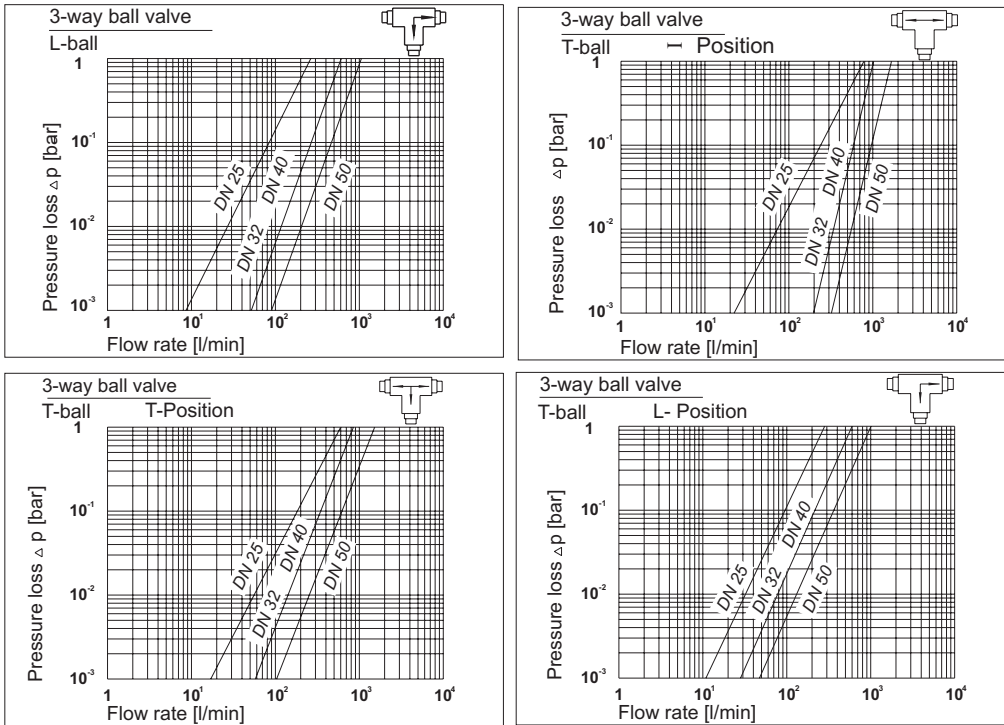 3-way ball valve
L-ball
Pressure loss △ p [bar]
1
10⁻¹
10⁻²
10⁻³
DN 25
DN 32
DN 40
DN 50
1 10¹ 10² 10³ 10⁴
Flow rate [l/min]
3-way ball valve
T-ball I Position
Pressure loss △ p [bar]
1
10⁻¹
10⁻²
10⁻³
DN 25
DN 32
DN 40
DN 50
1 10¹ 10² 10³ 10⁴
Flow rate [l/min]
3-way ball valve
T-ball T-Position
Pressure loss △ p [bar]
1
10⁻¹
10⁻²
10⁻³
DN 25
DN 32
DN 40
DN 50
1 10¹ 10² 10³ 10⁴
Flow rate [l/min]
3-way ball valve
T-ball L- Position
Pressure loss △ p [bar]
1
10⁻¹
10⁻²
10⁻³
DN 25
DN 32
DN 40
DN 50
1 10¹ 10² 10³ 10⁴
Flow rate [l/min]